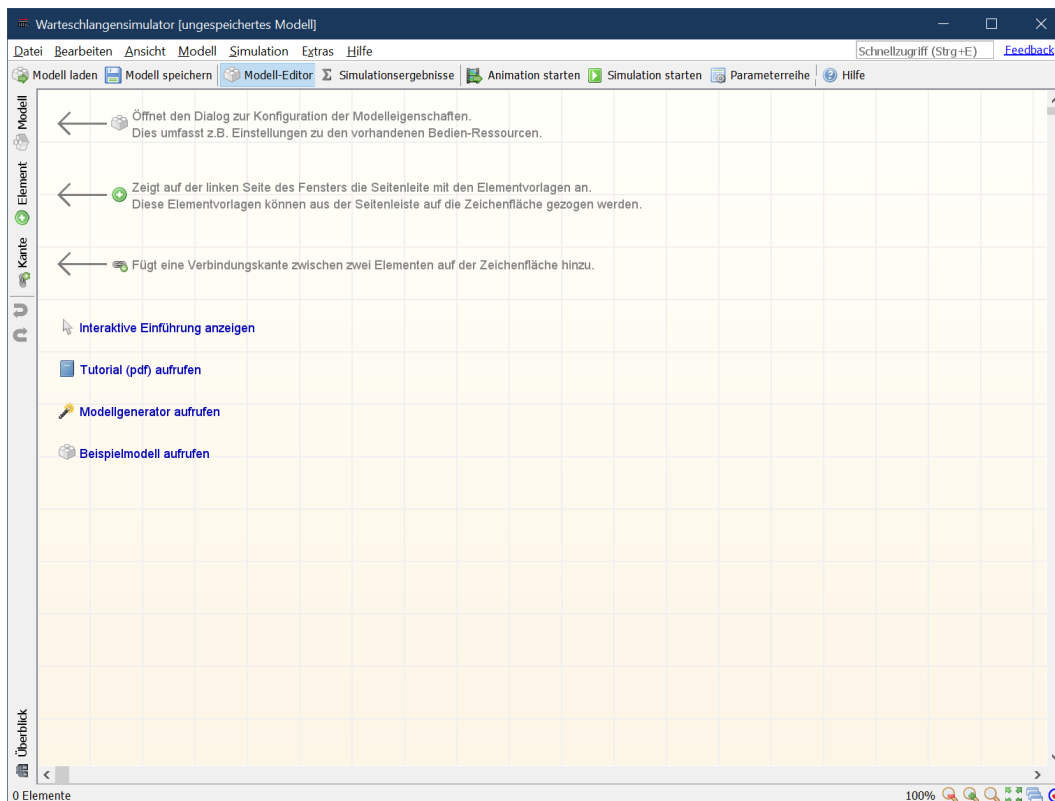 Warteschlangensimulator [ungespeichertes Modell]
Datei Bearbeiten Ansicht Modell Simulation Extras Hilfe
Schnellzugriff (Strg+E)
Feedback
Modell laden Modell speichern Modell-Editor Σ Simulationsergebnisse Animation starten Simulation starten Parameterreihe Hilfe
Modell
Element
Kante
Öffnet den Dialog zur Konfiguration der Modelleigenschaften.
Dies umfasst z.B. Einstellungen zu den vorhandenen Bedien-Ressourcen.
Zeigt auf der linken Seite des Fensters die Seitenleite mit den Elementvorlagen an.
Diese Elementvorlagen können aus der Seitenleiste auf die Zeichenfläche gezogen werden.
Fügt eine Verbindungskante zwischen zwei Elementen auf der Zeichenfläche hinzu.
Interaktive Einführung anzeigen
Tutorial (pdf) aufrufen
Modellgenerator aufrufen
Beispielmodell aufrufen
Überblick
0 Elemente
100%